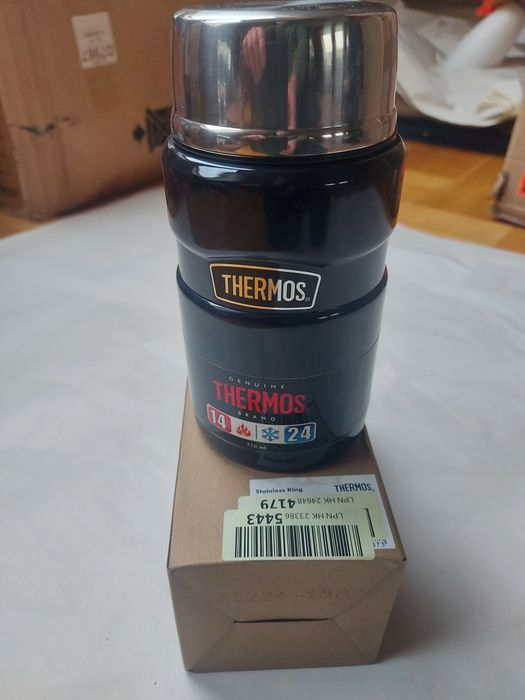 THERMOS®
GENUINE
THERMOS®
BRAND
14 24
710 ml
Stainless King THERMOS
LPN HK 24648
4179
LPN HK 23386
5443